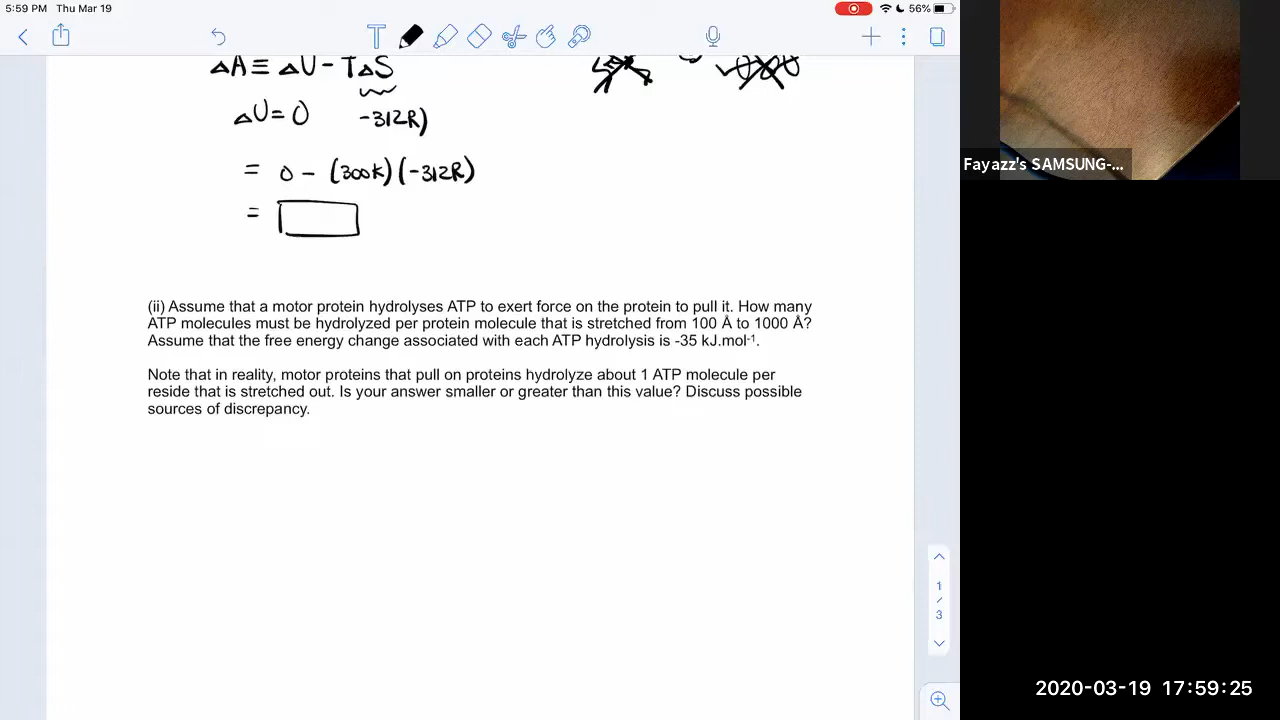 5:59 PM Thu Mar 19
56%
ΔA ≡ ΔU - TΔS
ΔU = 0 -312R)
= 0 - (300K)(-312R)
=
(ii) Assume that a motor protein hydrolyses ATP to exert force on the protein to pull it. How many
ATP molecules must be hydrolyzed per protein molecule that is stretched from 100 Å to 1000 Å?
Assume that the free energy change associated with each ATP hydrolysis is -35 kJ.mol⁻¹.
Note that in reality, motor proteins that pull on proteins hydrolyze about 1 ATP molecule per
reside that is stretched out. Is your answer smaller or greater than this value? Discuss possible
sources of discrepancy.
1
/
3
Fayazz's SAMSUNG-...
2020-03-19 17:59:25